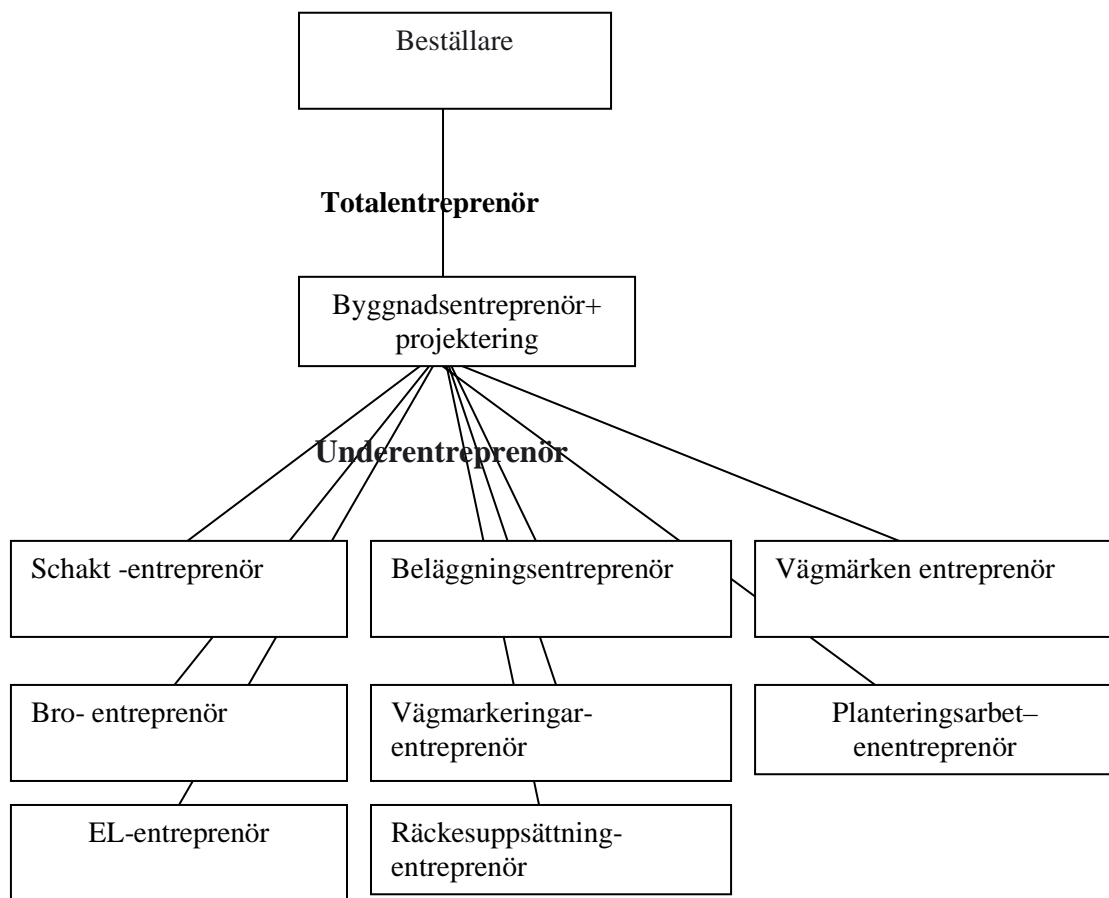 Beställare
Totalentreprenör
Byggnadsentreprenör+
projektering
Underentreprenör
Schakt -entreprenör
Beläggningsentreprenör
Vägmärken entreprenör
Bro- entreprenör
Vägmarkeringar-
entreprenör
Planteringsarbet–
enentreprenör
EL-entreprenör
Räckesuppsättning-
entreprenör